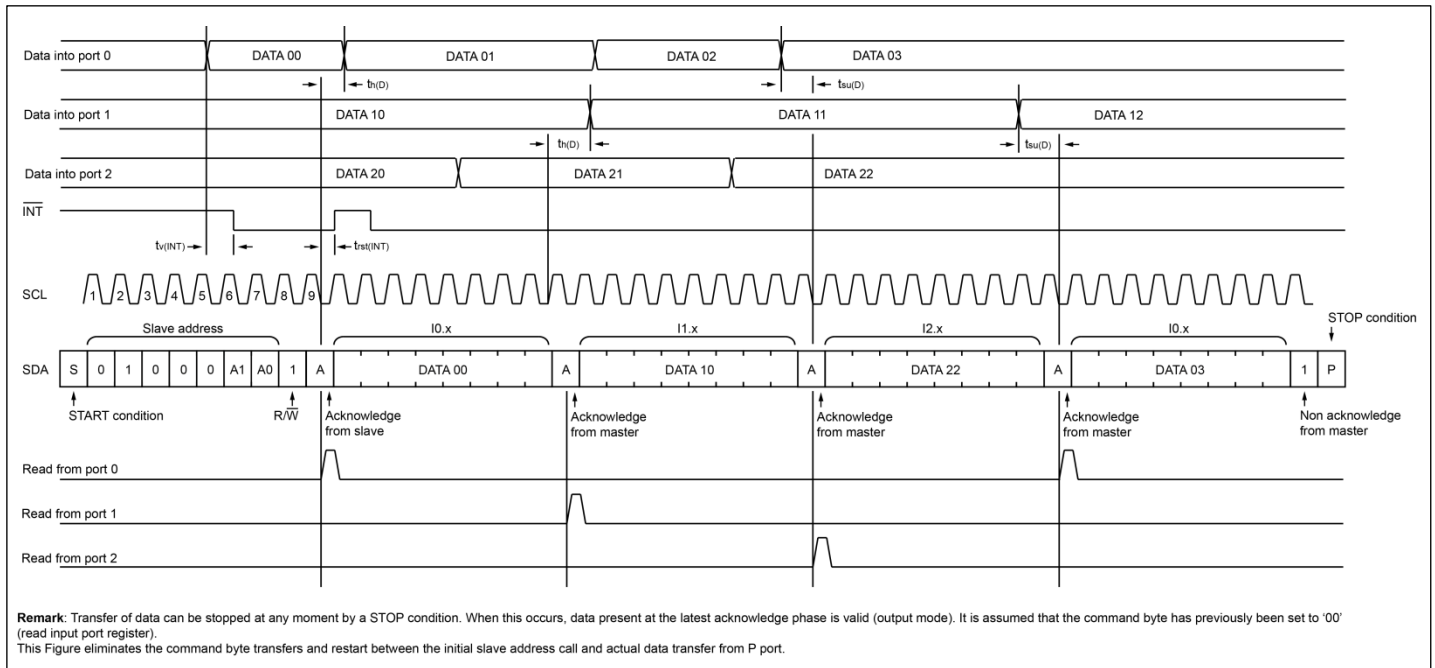 Data into port 0
DATA 00
DATA 01
DATA 02
DATA 03
th(D)
tsu(D)
Data into port 1
DATA 10
DATA 11
DATA 12
th(D)
tsu(D)
Data into port 2
DATA 20
DATA 21
DATA 22
INT
tv(INT)
trst(INT)
SCL
1 2 3 4 5 6 7 8 9
Slave address
I0.x
I1.x
I2.x
I0.x
STOP condition
SDA
S 0 1 0 0 0 A1 A0 1 A DATA 00 A DATA 10 A DATA 22 A DATA 03 1 P
START condition
R/W
Acknowledge
from slave
Acknowledge
from master
Acknowledge
from master
Acknowledge
from master
Non acknowledge
from master
Read from port 0
Read from port 1
Read from port 2
Remark: Transfer of data can be stopped at any moment by a STOP condition. When this occurs, data present at the latest acknowledge phase is valid (output mode). It is assumed that the command byte has previously been set to ‘00’
(read input port register).
This Figure eliminates the command byte transfers and restart between the initial slave address call and actual data transfer from P port.